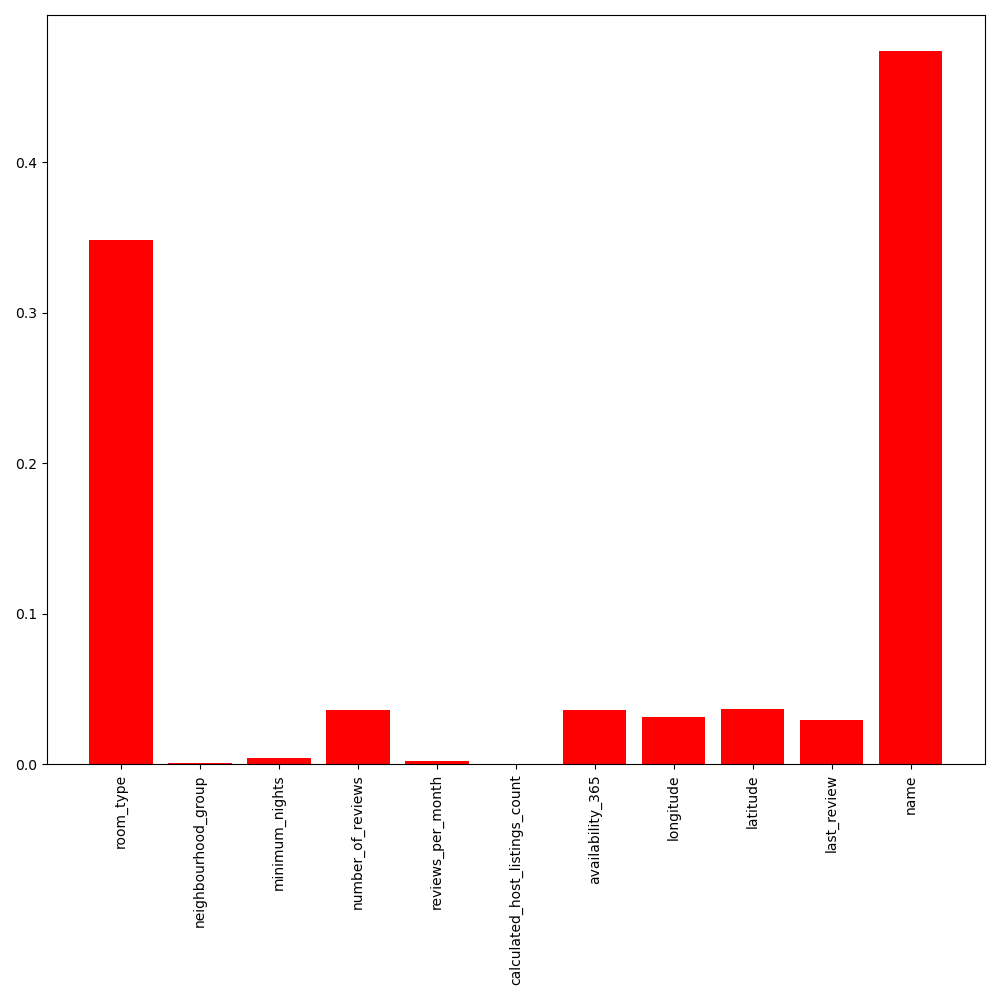 0.4
0.3
0.2
0.1
0.0
room_type
neighbourhood_group
minimum_nights
number_of_reviews
reviews_per_month
calculated_host_listings_count
availability_365
longitude
latitude
last_review
name